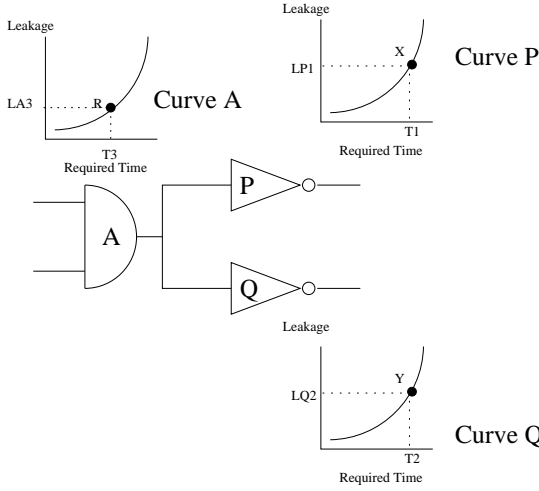 Leakage
LA3
R
Curve A
T3
Required Time
Leakage
LP1
X
Curve P
T1
Required Time
A
P
Q
Leakage
LQ2
Y
Curve Q
T2
Required Time